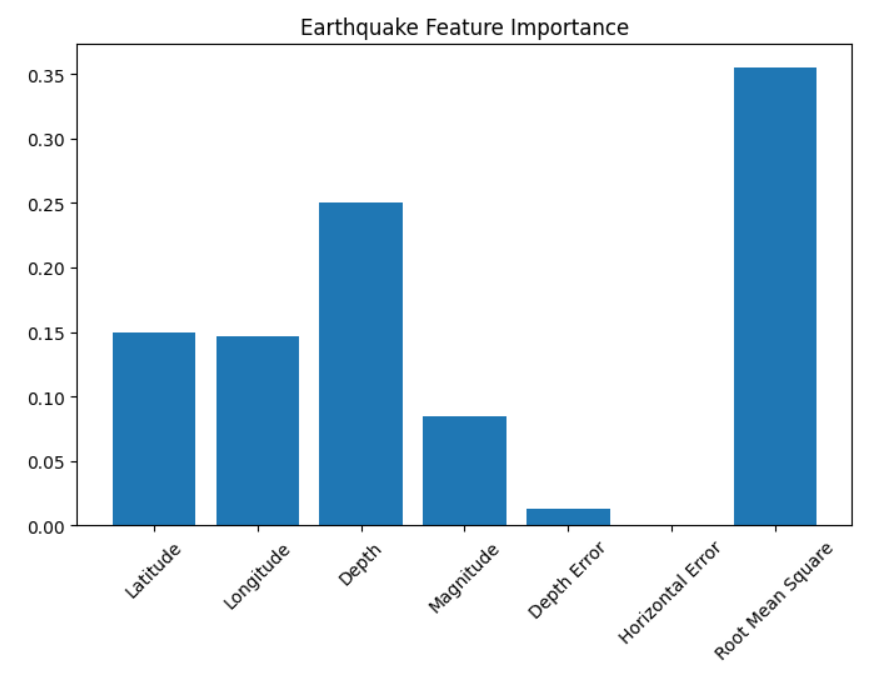 Earthquake Feature Importance
0.35
0.30
0.25
0.20
0.15
0.10
0.05
0.00
Latitude
Longitude
Depth
Magnitude
Depth Error
Horizontal Error
Root Mean Square